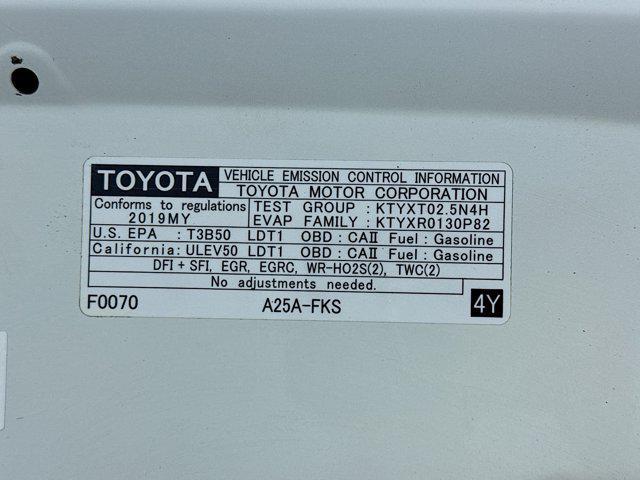 TOYOTA VEHICLE EMISSION CONTROL INFORMATION
TOYOTA MOTOR CORPORATION
Conforms to regulations TEST GROUP : KTYXT02.5N4H
2019MY EVAP FAMILY : KTYXR0130P82
U.S. EPA : T3B50 LDT1 OBD : CAII Fuel : Gasoline
California: ULEV50 LDT1 OBD : CAII Fuel : Gasoline
DFI + SFI, EGR, EGRC, WR-HO2S(2), TWC(2)
No adjustments needed.
F0070 A25A-FKS 4Y